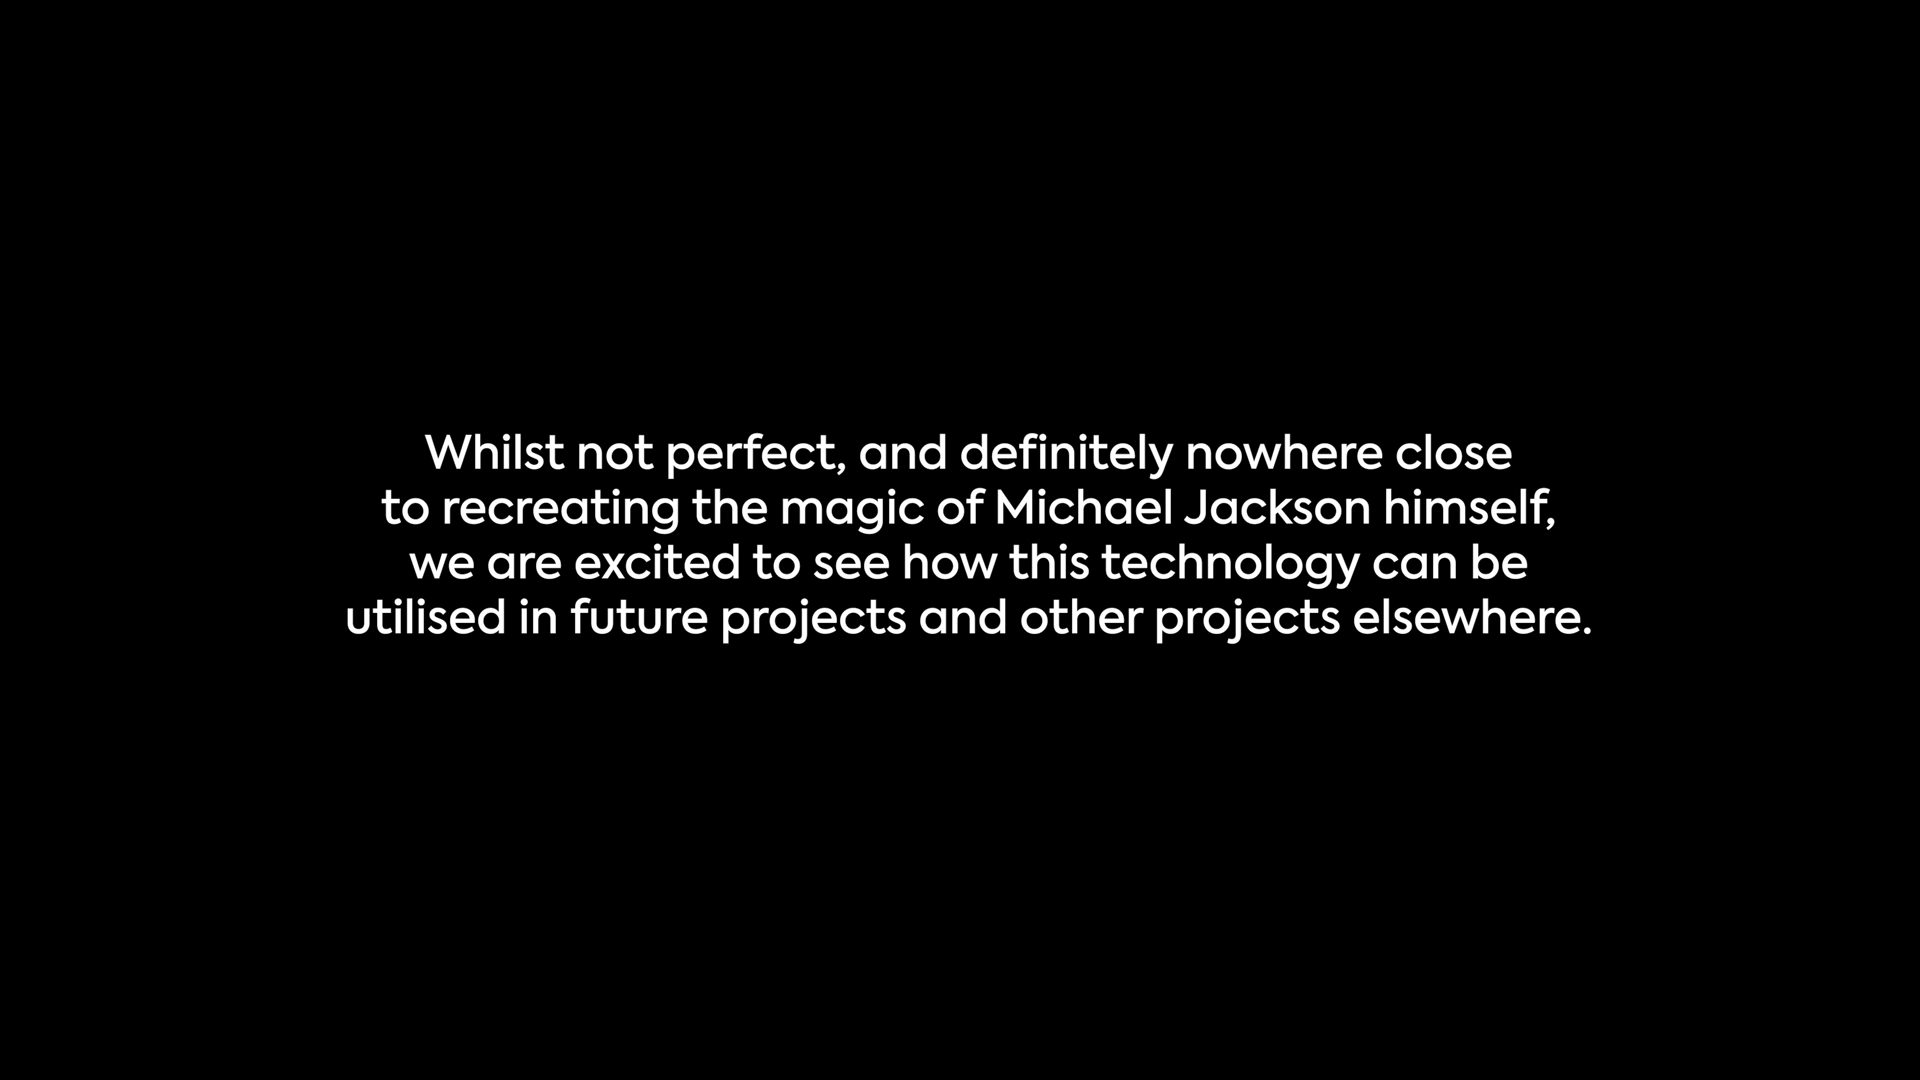 Whilst not perfect, and definitely nowhere close
to recreating the magic of Michael Jackson himself,
we are excited to see how this technology can be
utilised in future projects and other projects elsewhere.